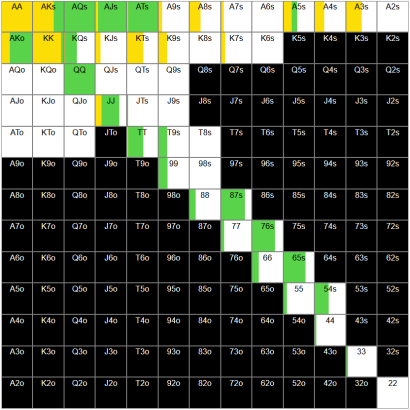 AA AKs AQs AJs ATs A9s A8s A7s A6s A5s A4s A3s A2s
AKo KK KQs KJs KTs K9s K8s K7s K6s K5s K4s K3s K2s
AQo KQo QQ QJs QTs Q9s Q8s Q7s Q6s Q5s Q4s Q3s Q2s
AJo KJo QJo JJ JTs J9s J8s J7s J6s J5s J4s J3s J2s
ATo KTo QTo JTo TT T9s T8s T7s T6s T5s T4s T3s T2s
A9o K9o Q9o J9o T9o 99 98s 97s 96s 95s 94s 93s 92s
A8o K8o Q8o J8o T8o 98o 88 87s 86s 85s 84s 83s 82s
A7o K7o Q7o J7o T7o 97o 87o 77 76s 75s 74s 73s 72s
A6o K6o Q6o J6o T6o 96o 86o 76o 66 65s 64s 63s 62s
A5o K5o Q5o J5o T5o 95o 85o 75o 65o 55 54s 53s 52s
A4o K4o Q4o J4o T4o 94o 84o 74o 64o 54o 44 43s 42s
A3o K3o Q3o J3o T3o 93o 83o 73o 63o 53o 43o 33 32s
A2o K2o Q2o J2o T2o 92o 82o 72o 62o 52o 42o 32o 22